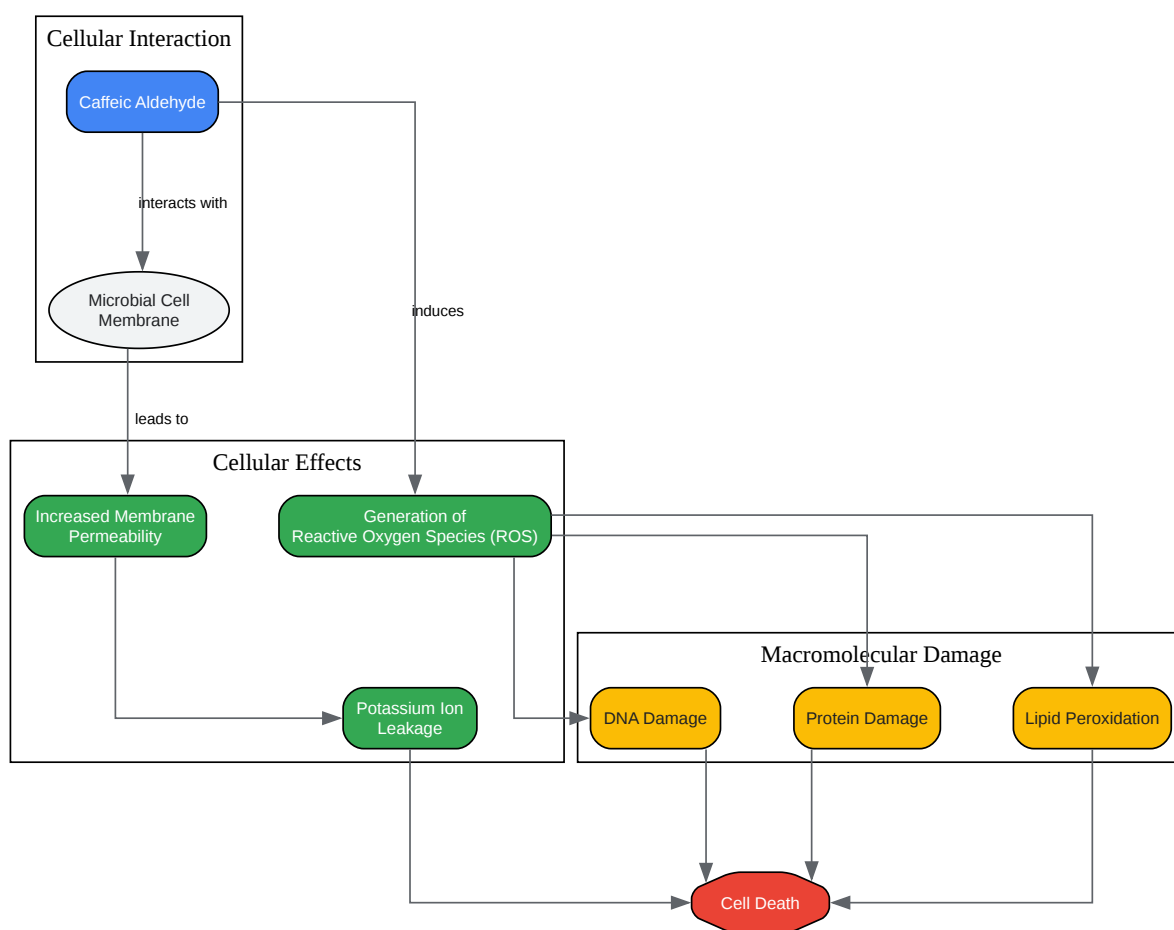 Cellular Interaction
Caffeic Aldehyde
interacts with
Microbial Cell
Membrane
induces
leads to
Cellular Effects
Increased Membrane
Permeability
Generation of
Reactive Oxygen Species (ROS)
Macromolecular Damage
Potassium Ion
Leakage
DNA Damage
Protein Damage
Lipid Peroxidation
Cell Death